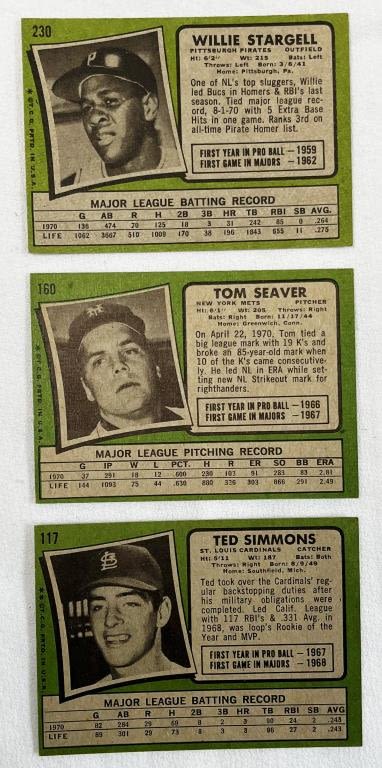 230
WILLIE STARGELL
PITTSBURGH PIRATES OUTFIELD
Ht: 6'2" Wt: 215 Bats: Left
Throws: Left Born: 3/6/41
Home: Pittsburgh, Pa.
One of NL's top sluggers, Willie
led Bucs in Homers & RBI's last
season. Tied major league record,
8-1-70 with 5 Extra Base
Hits in one game. Ranks 3rd on
all-time Pirate Homer list.
FIRST YEAR IN PRO BALL — 1959
FIRST GAME IN MAJORS — 1962
★ ©T.C.G. PRTD. IN U.S.A.
MAJOR LEAGUE BATTING RECORD
G AB R H 2B 3B HR TB RBI SB AVG.
1970 136 474 70 125 18 3 31 242 85 0 .264
LIFE 1062 3667 510 1009 170 38 196 1843 655 11 .275
160
TOM SEAVER
NEW YORK METS PITCHER
Ht: 6'1" Wt: 205 Throws: Right
Bats: Right Born: 11/17/44
Home: Greenwich, Conn.
On April 22, 1970, Tom tied a
big league mark with 19 K's and
broke an 85-year-old mark when
10 of the K's came consecutively.
He led NL in ERA while setting
new NL Strikeout mark for
righthanders.
FIRST YEAR IN PRO BALL — 1966
FIRST GAME IN MAJORS — 1967
MAJOR LEAGUE PITCHING RECORD
G IP W L PCT. H R ER SO BB ERA
1970 37 291 18 12 .600 230 103 91 283 83 2.81
LIFE 144 1093 75 44 .630 880 336 303 866 291 2.49
117
TED SIMMONS
ST. LOUIS CARDINALS CATCHER
Ht: 5'11 Wt: 187 Bats: Both
Throws: Right Born: 8/9/49
Home: Southfield, Mich.
Ted took over the Cardinals' regular
backstopping duties after
his military obligations were
completed. Led Calif. League
with 117 RBI's & .331 Avg. in
1968, was loop's Rookie of the
Year and MVP.
FIRST YEAR IN PRO BALL — 1967
FIRST GAME IN MAJORS — 1968
MAJOR LEAGUE BATTING RECORD
G AB R H 2B 3B HR TB RBI SB AVG
1970 82 284 29 69 8 2 3 90 24 2 .243
LIFE 89 301 29 73 8 3 3 96 27 2 .243